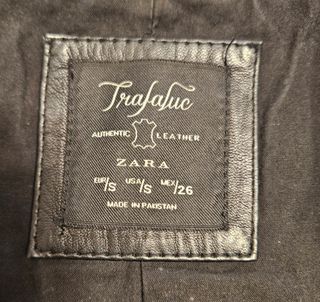 Trafaluc
AUTHENTIC LEATHER
ZARA
EUR/S USA/S MEX/26
MADE IN PAKISTAN